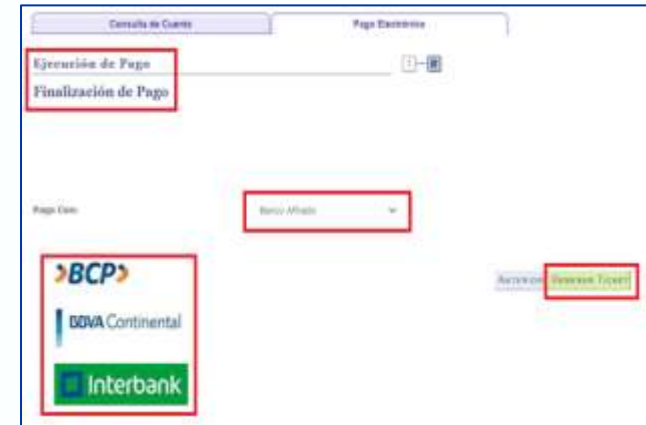 Consulta de Cuenta
Pago Electrónico
Ejecución de Pago
Finalización de Pago
Pago Con:
Banco Afiliado
BCP
BBVA Continental
Interbank
Anterior
Generar Ticket